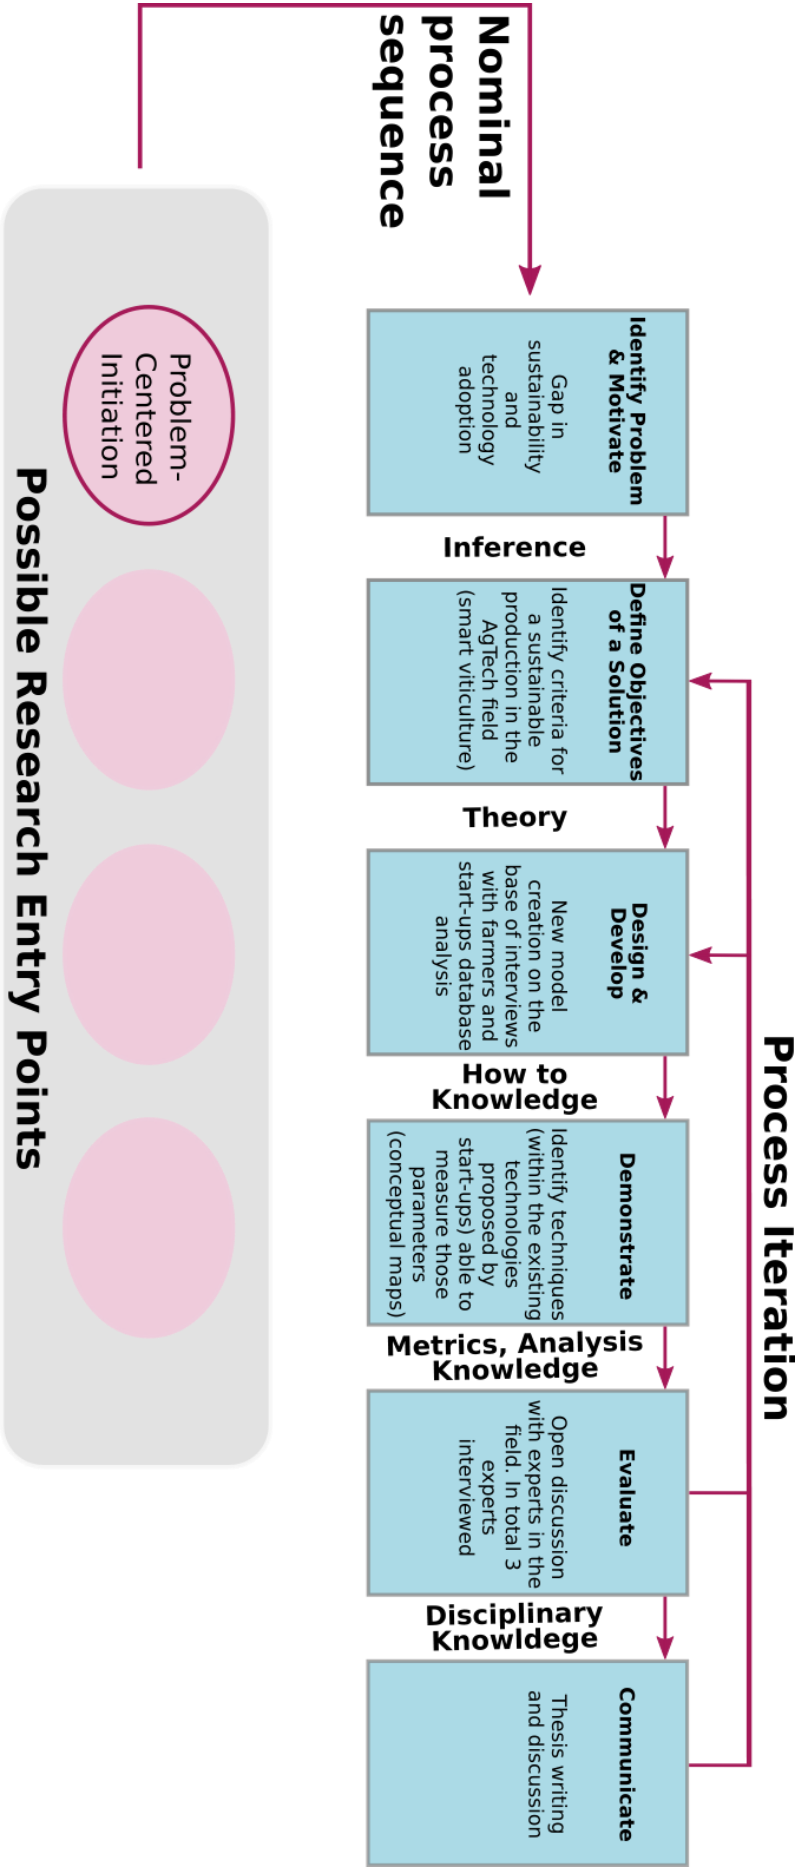 Process Iteration
Nominal
process
sequence
Identify Problem
& Motivate
Gap in
sustainability
and
technology
adoption
Inference
Define Objectives
of a Solution
Identify criteria for
a sustainable
production in the
AgTech field
(smart viticulture)
Theory
Design &
Develop
New model
creation on the
base of interviews
with farmers and
start-ups database
analysis
How to
Knowledge
Demonstrate
Identify techniques
(within the existing
technologies
proposed by
start-ups) able to
measure those
parameters
(conceptual maps)
Metrics, Analysis
Knowledge
Evaluate
Open discussion
with experts in the
field. In total 3
experts
interviewed
Disciplinary
Knowldege
Communicate
Thesis writing
and discussion
Problem-
Centered
Initiation
Possible Research Entry Points